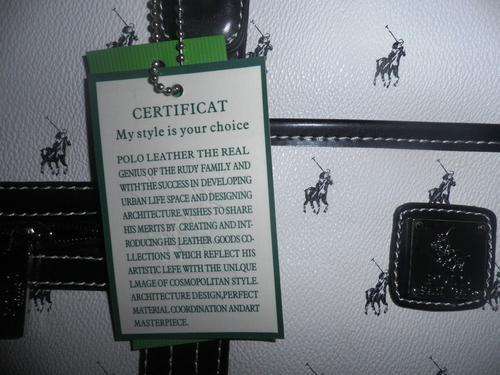 CERTIFICAT
My style is your choice
POLO LEATHER THE REAL
GENIUS OF THE RUDY FAMILY AND
WITH THE SUCCESS IN DEVELOPING
URBAN LIFE SPACE AND DESIGNING
ARCHITECTURE.WISHES TO SHARE
HIS MERITS BY CREATING AND INT-
RODUCING HIS LEATHER GOODS CO-
LLECTIONS WHICH REFLECT HIS
ARTISTIC LEFE WITH THE UNLQUE
LMAGE OF COSMOPOLITAN STYLE.
ARCHITECTURE DESIGN,PERFECT
MATERIAL COORDINATION ANDART
MASTERPIECE.